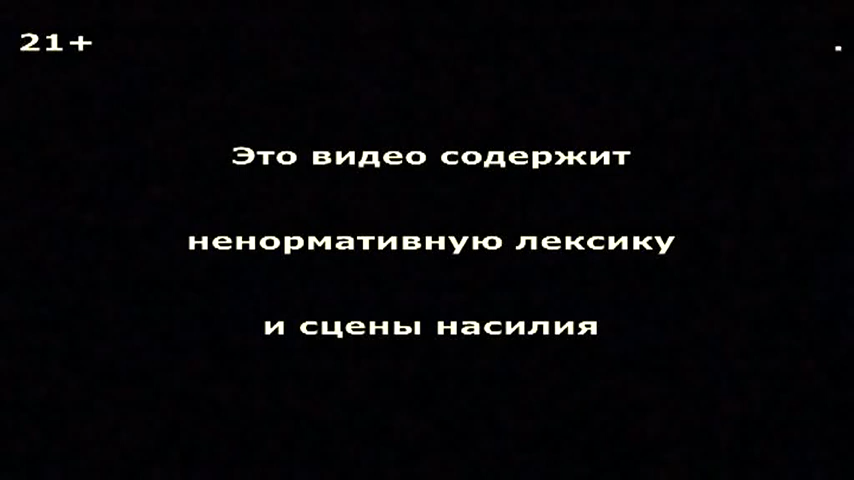 21+ .
Это видео содержит
ненормативную лексику
и сцены насилия